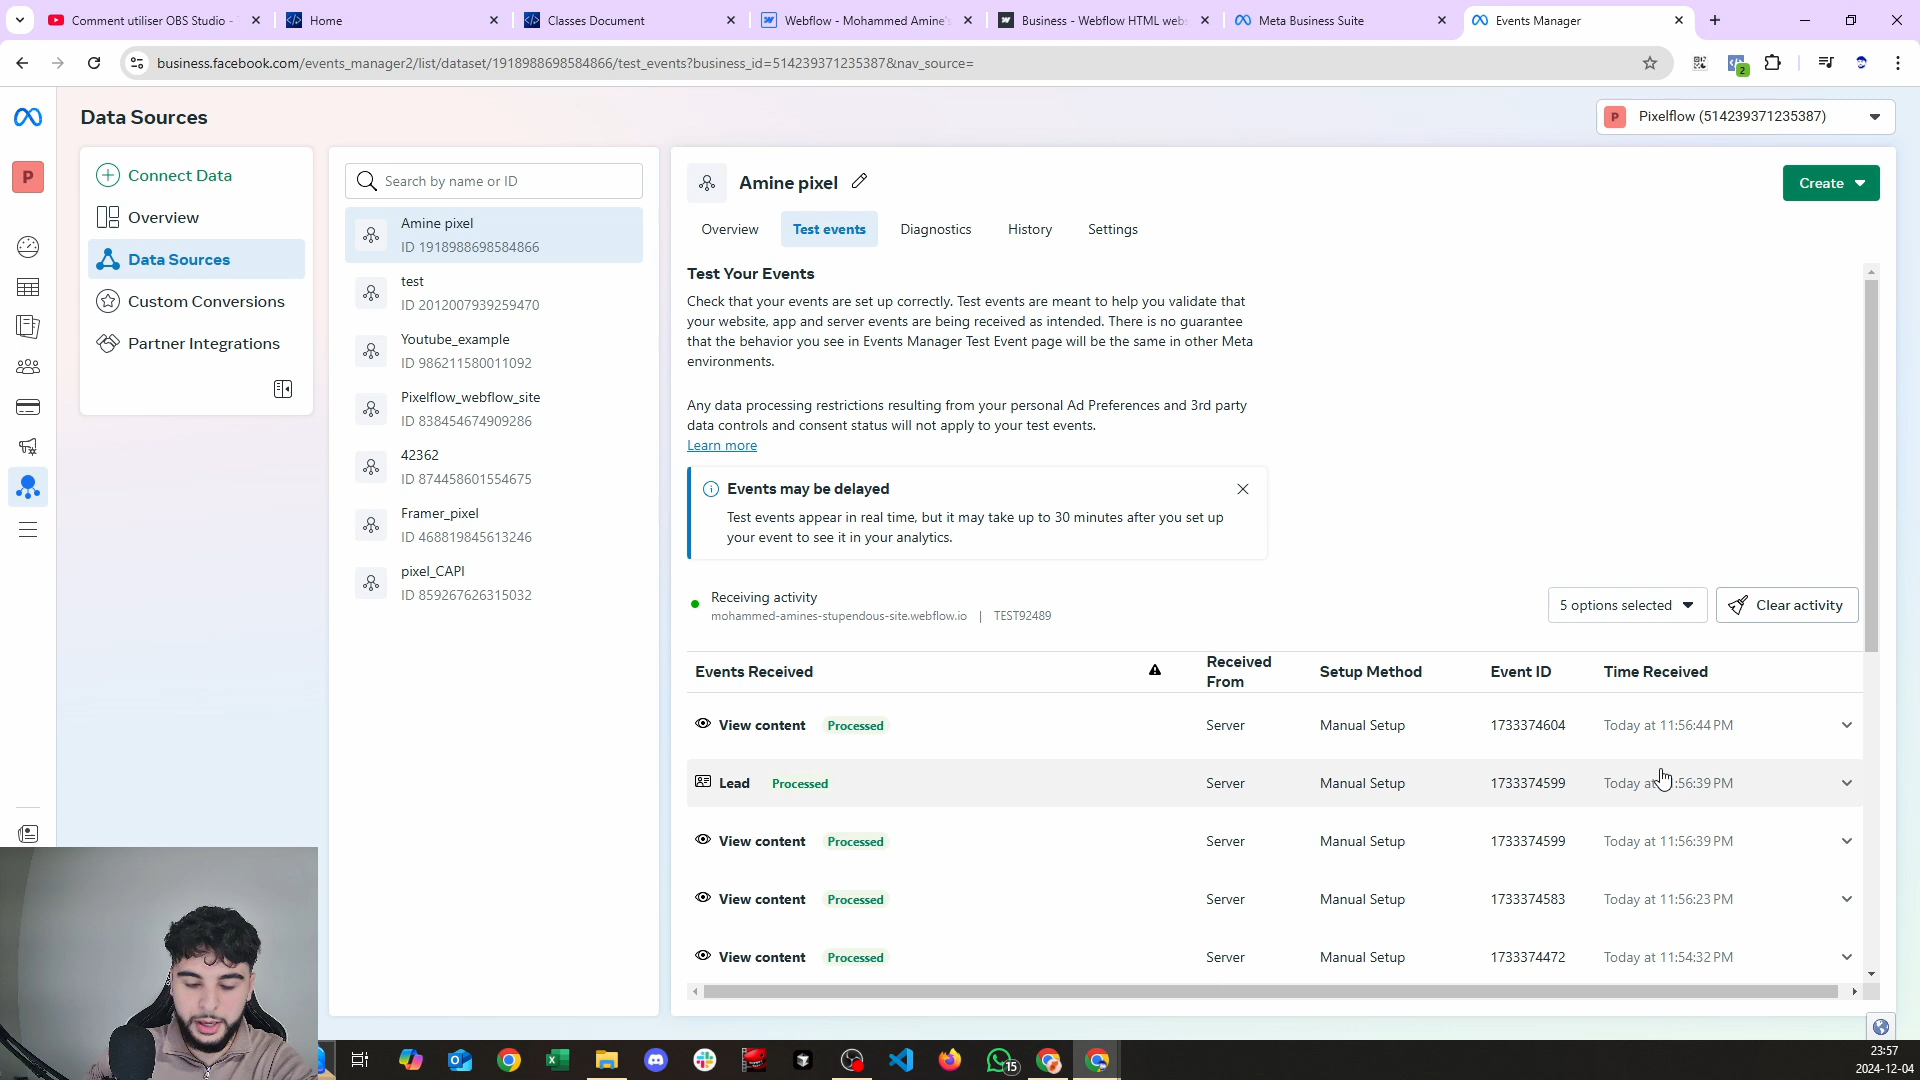 Comment utiliser OBS Studio -
Home
Classes Document
Webflow - Mohammed Amine's
Business - Webflow HTML webs
Meta Business Suite
Events Manager
business.facebook.com/events_manager2/list/dataset/1918988698584866/test_events?business_id=514239371235387&nav_source=
2
Data Sources
P
Pixelflow (514239371235387)
P
Connect Data
Overview
Data Sources
Custom Conversions
Partner Integrations
Search by name or ID
Amine pixel
ID 1918988698584866
test
ID 2012007939259470
Youtube_example
ID 986211580011092
Pixelflow_webflow_site
ID 838454674909286
42362
ID 874458601554675
Framer_pixel
ID 468819845613246
pixel_CAPI
ID 859267626315032
Amine pixel
Create
Overview
Test events
Diagnostics
History
Settings
Test Your Events
Check that your events are set up correctly. Test events are meant to help you validate that
your website, app and server events are being received as intended. There is no guarantee
that the behavior you see in Events Manager Test Event page will be the same in other Meta
environments.
Any data processing restrictions resulting from your personal Ad Preferences and 3rd party
data controls and consent status will not apply to your test events.
Learn more
Events may be delayed
Test events appear in real time, but it may take up to 30 minutes after you set up
your event to see it in your analytics.
Receiving activity
mohammed-amines-stupendous-site.webflow.io | TEST92489
5 options selected
Clear activity
Events Received
Received From
Setup Method
Event ID
Time Received
View content Processed Server Manual Setup 1733374604 Today at 11:56:44 PM
Lead Processed Server Manual Setup 1733374599 Today at :56:39 PM
View content Processed Server Manual Setup 1733374599 Today at 11:56:39 PM
View content Processed Server Manual Setup 1733374583 Today at 11:56:23 PM
View content Processed Server Manual Setup 1733374472 Today at 11:54:32 PM
15
23:57
2024-12-04